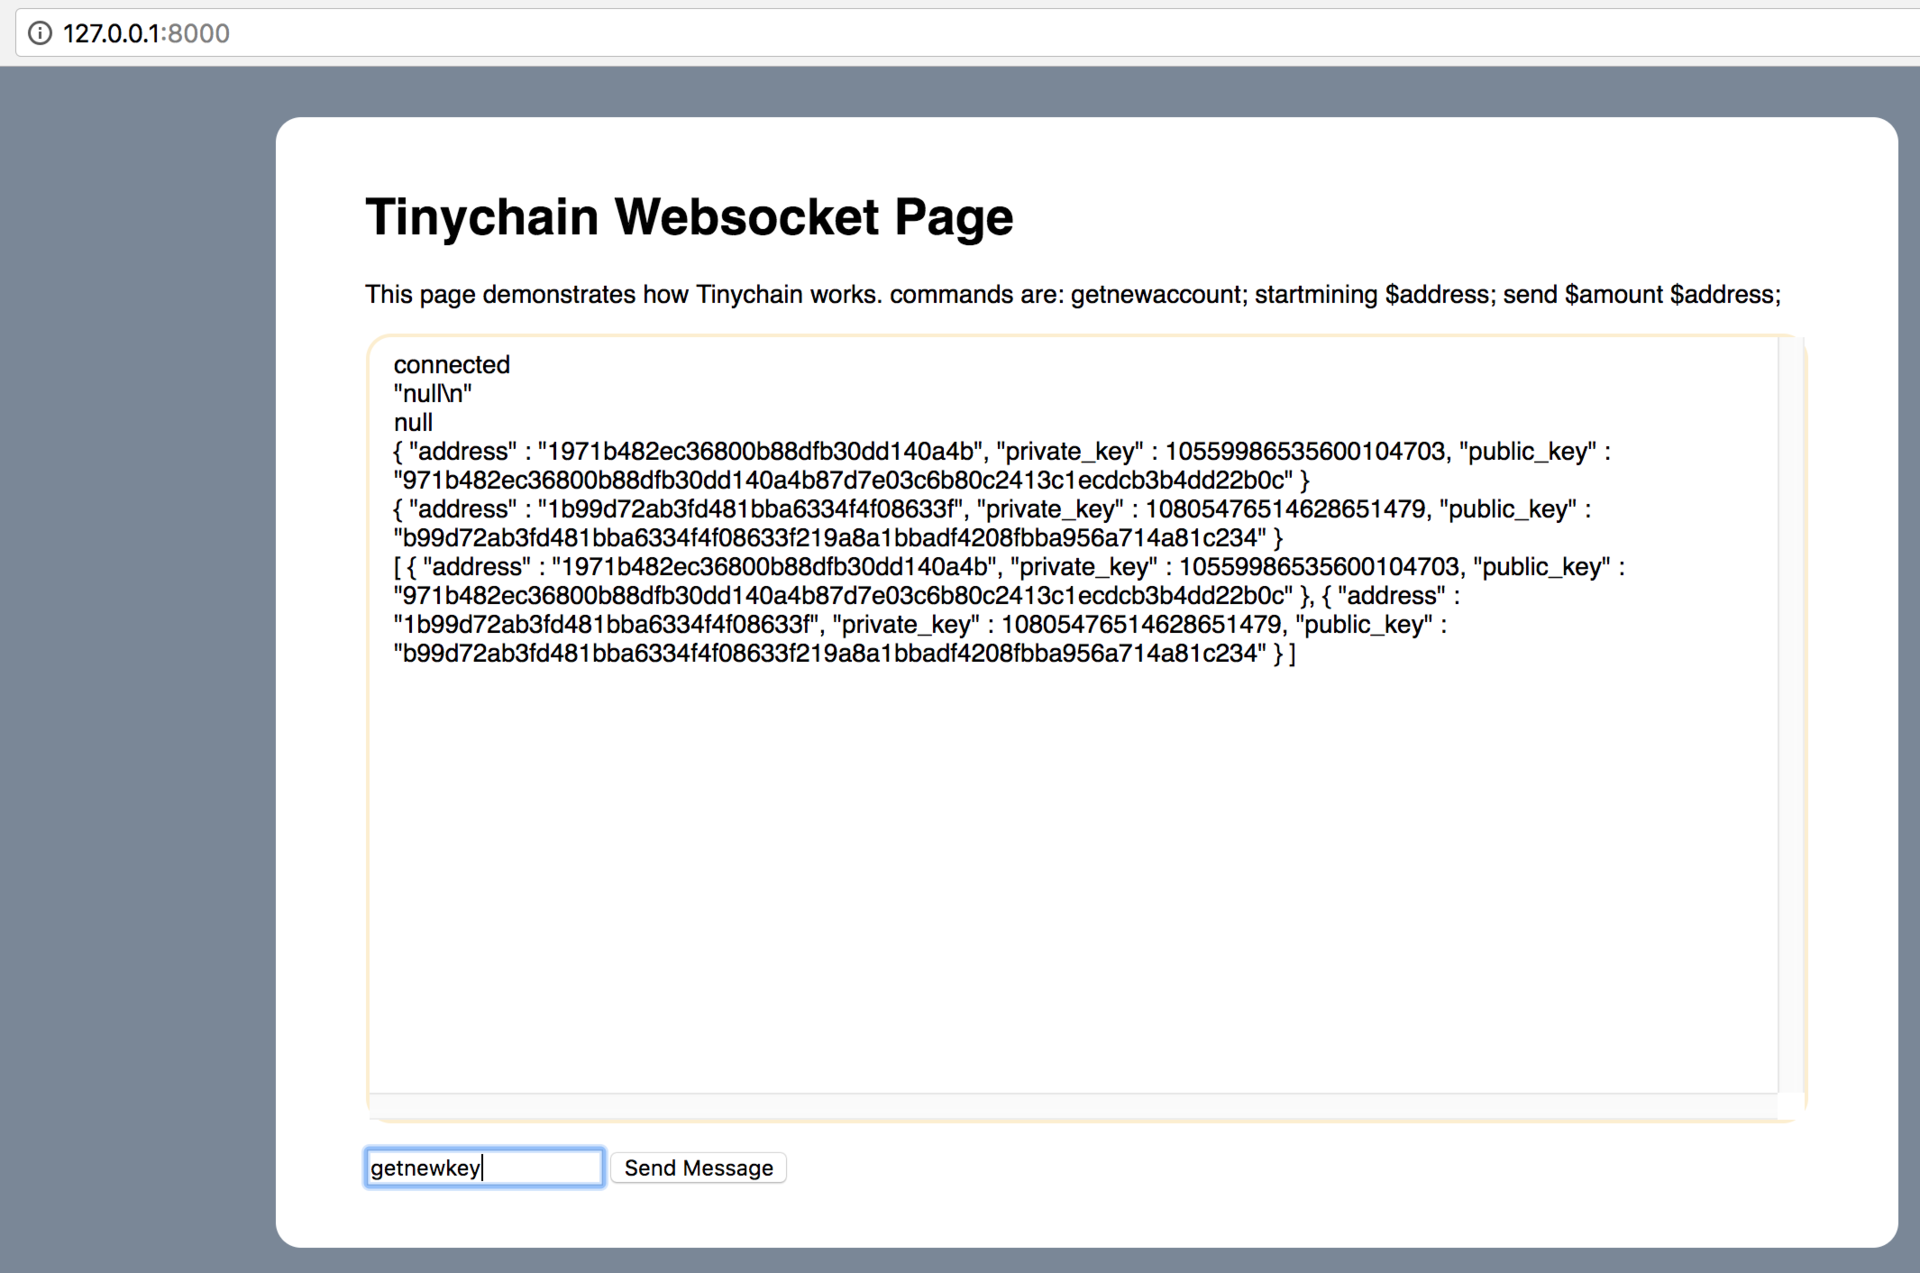 127.0.0.1:8000
Tinychain Websocket Page
This page demonstrates how Tinychain works. commands are: getnewaccount; startmining $address; send $amount $address;
connected
"null\n"
null
{ "address" : "1971b482ec36800b88dfb30dd140a4b", "private_key" : 10559986535600104703, "public_key" :
"971b482ec36800b88dfb30dd140a4b87d7e03c6b80c2413c1ecdcb3b4dd22b0c" }
{ "address" : "1b99d72ab3fd481bba6334f4f08633f", "private_key" : 10805476514628651479, "public_key" :
"b99d72ab3fd481bba6334f4f08633f219a8a1bbadf4208fbba956a714a81c234" }
[ { "address" : "1971b482ec36800b88dfb30dd140a4b", "private_key" : 10559986535600104703, "public_key" :
"971b482ec36800b88dfb30dd140a4b87d7e03c6b80c2413c1ecdcb3b4dd22b0c" }, { "address" :
"1b99d72ab3fd481bba6334f4f08633f", "private_key" : 10805476514628651479, "public_key" :
"b99d72ab3fd481bba6334f4f08633f219a8a1bbadf4208fbba956a714a81c234" } ]
getnewkey
Send Message